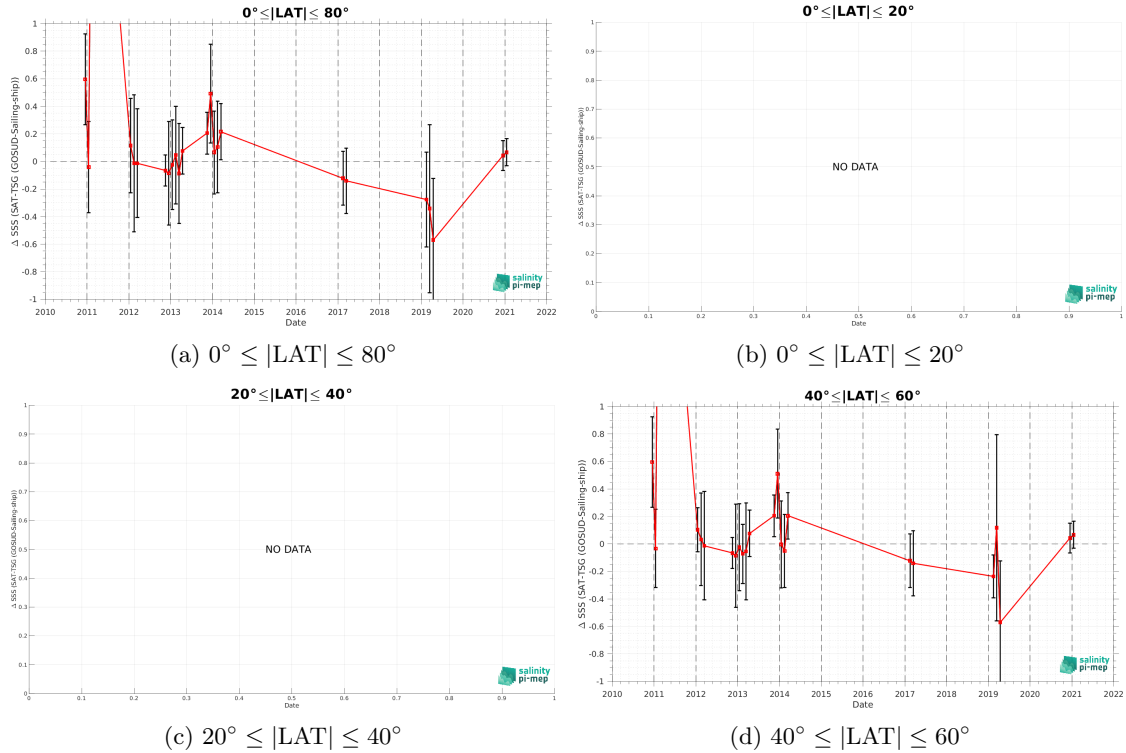 0°≤|LAT|≤ 80°
Δ SSS (SAT-TSG (GOSUD-Sailing-ship))
1
0.8
0.6
0.4
0.2
0
-0.2
-0.4
-0.6
-0.8
-1
2010 2011 2012 2013 2014 2015 2016 2017 2018 2019 2020 2021 2022
Date
salinity
pi-mep
(a) 0° ≤ |LAT| ≤ 80°
0°≤|LAT|≤ 20°
Δ SSS (SAT-TSG (GOSUD-Sailing-ship))
1
0.9
0.8
0.7
0.6
0.5
0.4
0.3
0.2
0.1
0
NO DATA
0 0.1 0.2 0.3 0.4 0.5 0.6 0.7 0.8 0.9 1
Date
salinity
pi-mep
(b) 0° ≤ |LAT| ≤ 20°
20°≤|LAT|≤ 40°
Δ SSS (SAT-TSG (GOSUD-Sailing-ship))
1
0.9
0.8
0.7
0.6
0.5
0.4
0.3
0.2
0.1
0
NO DATA
0 0.1 0.2 0.3 0.4 0.5 0.6 0.7 0.8 0.9 1
Date
salinity
pi-mep
(c) 20° ≤ |LAT| ≤ 40°
40°≤|LAT|≤ 60°
Δ SSS (SAT-TSG (GOSUD-Sailing-ship))
1
0.8
0.6
0.4
0.2
0
-0.2
-0.4
-0.6
-0.8
-1
2010 2011 2012 2013 2014 2015 2016 2017 2018 2019 2020 2021 2022
Date
salinity
pi-mep
(d) 40° ≤ |LAT| ≤ 60°